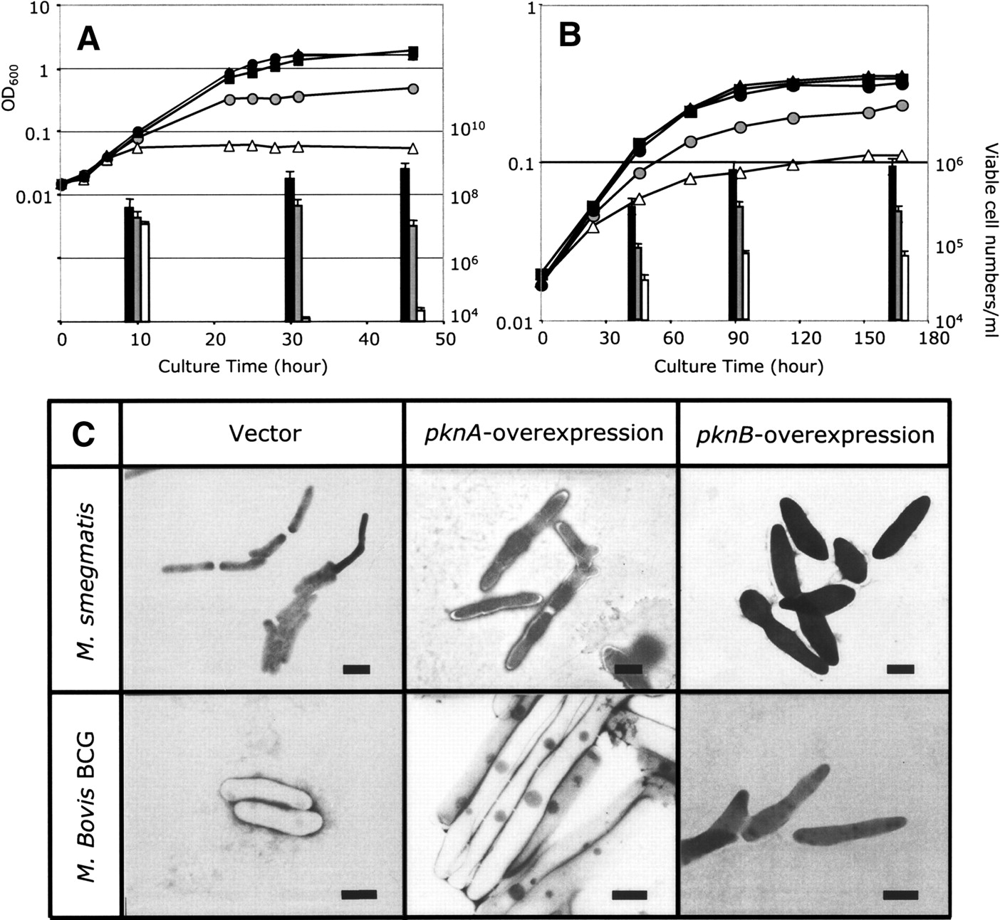 A
10
1
0.1
0.01
OD600
10^10
10^8
10^6
10^4
0
10
20
30
40
50
Culture Time (hour)
B
1
0.1
0.01
10^6
10^5
10^4
Viable cell numbers/ml
0
30
60
90
120
150
180
Culture Time (hour)
C
Vector
pknA-overexpression
pknB-overexpression
M. smegmatis
M. Bovis BCG